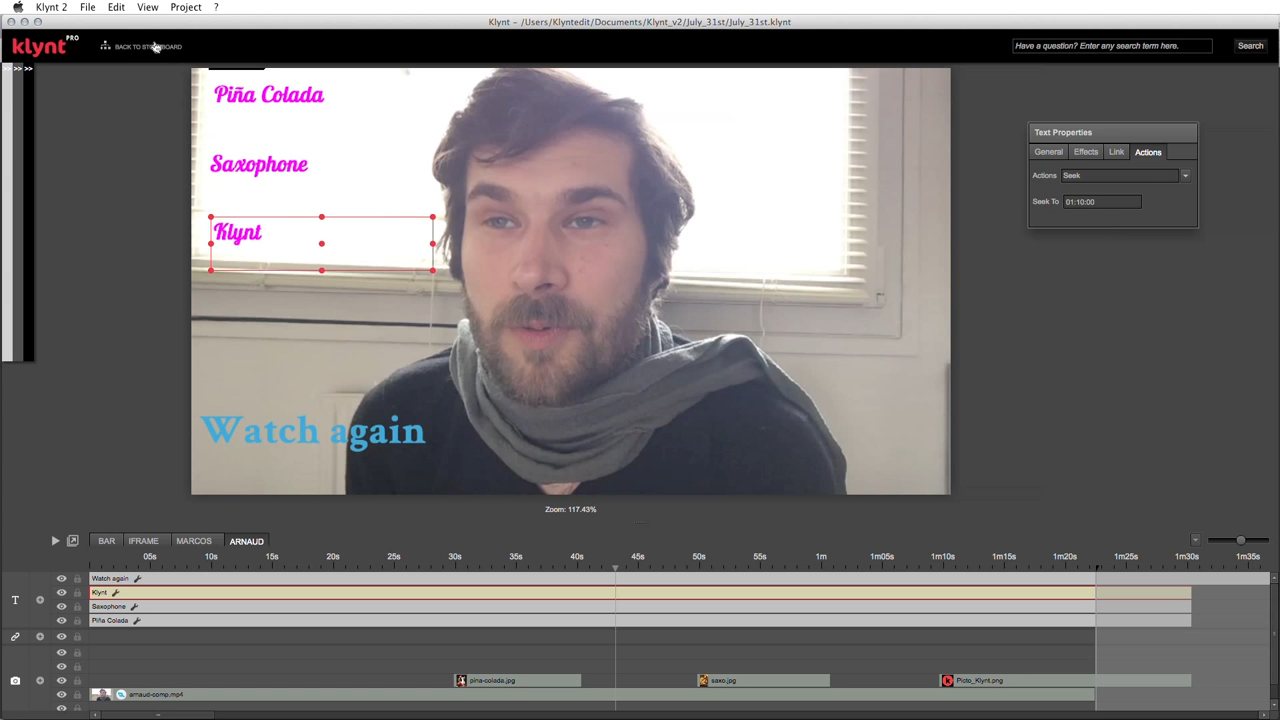 Klynt 2 File Edit View Project ?
Klynt - /Users/Klyntedit/Documents/Klynt_v2/July_31st/July_31st.klynt
klynt PRO
BACK TO STORYBOARD
Have a question? Enter any search term here. Search
>> >> >>
Piña Colada
Saxophone
Klynt
Watch again
Text Properties
General Effects Link Actions
Actions Seek
Seek To 01:10:00
Zoom: 117.43%
BAR IFRAME MARCOS ARNAUD
05s 10s 15s 20s 25s 30s 35s 40s 45s 50s 55s 1m 1m05s 1m10s 1m15s 1m20s 1m25s 1m30s 1m35s
Watch again
T
Klynt
Saxophone
Piña Colada
pina-colada.jpg saxo.jpg Picto_Klynt.png
arnaud-comp.mp4